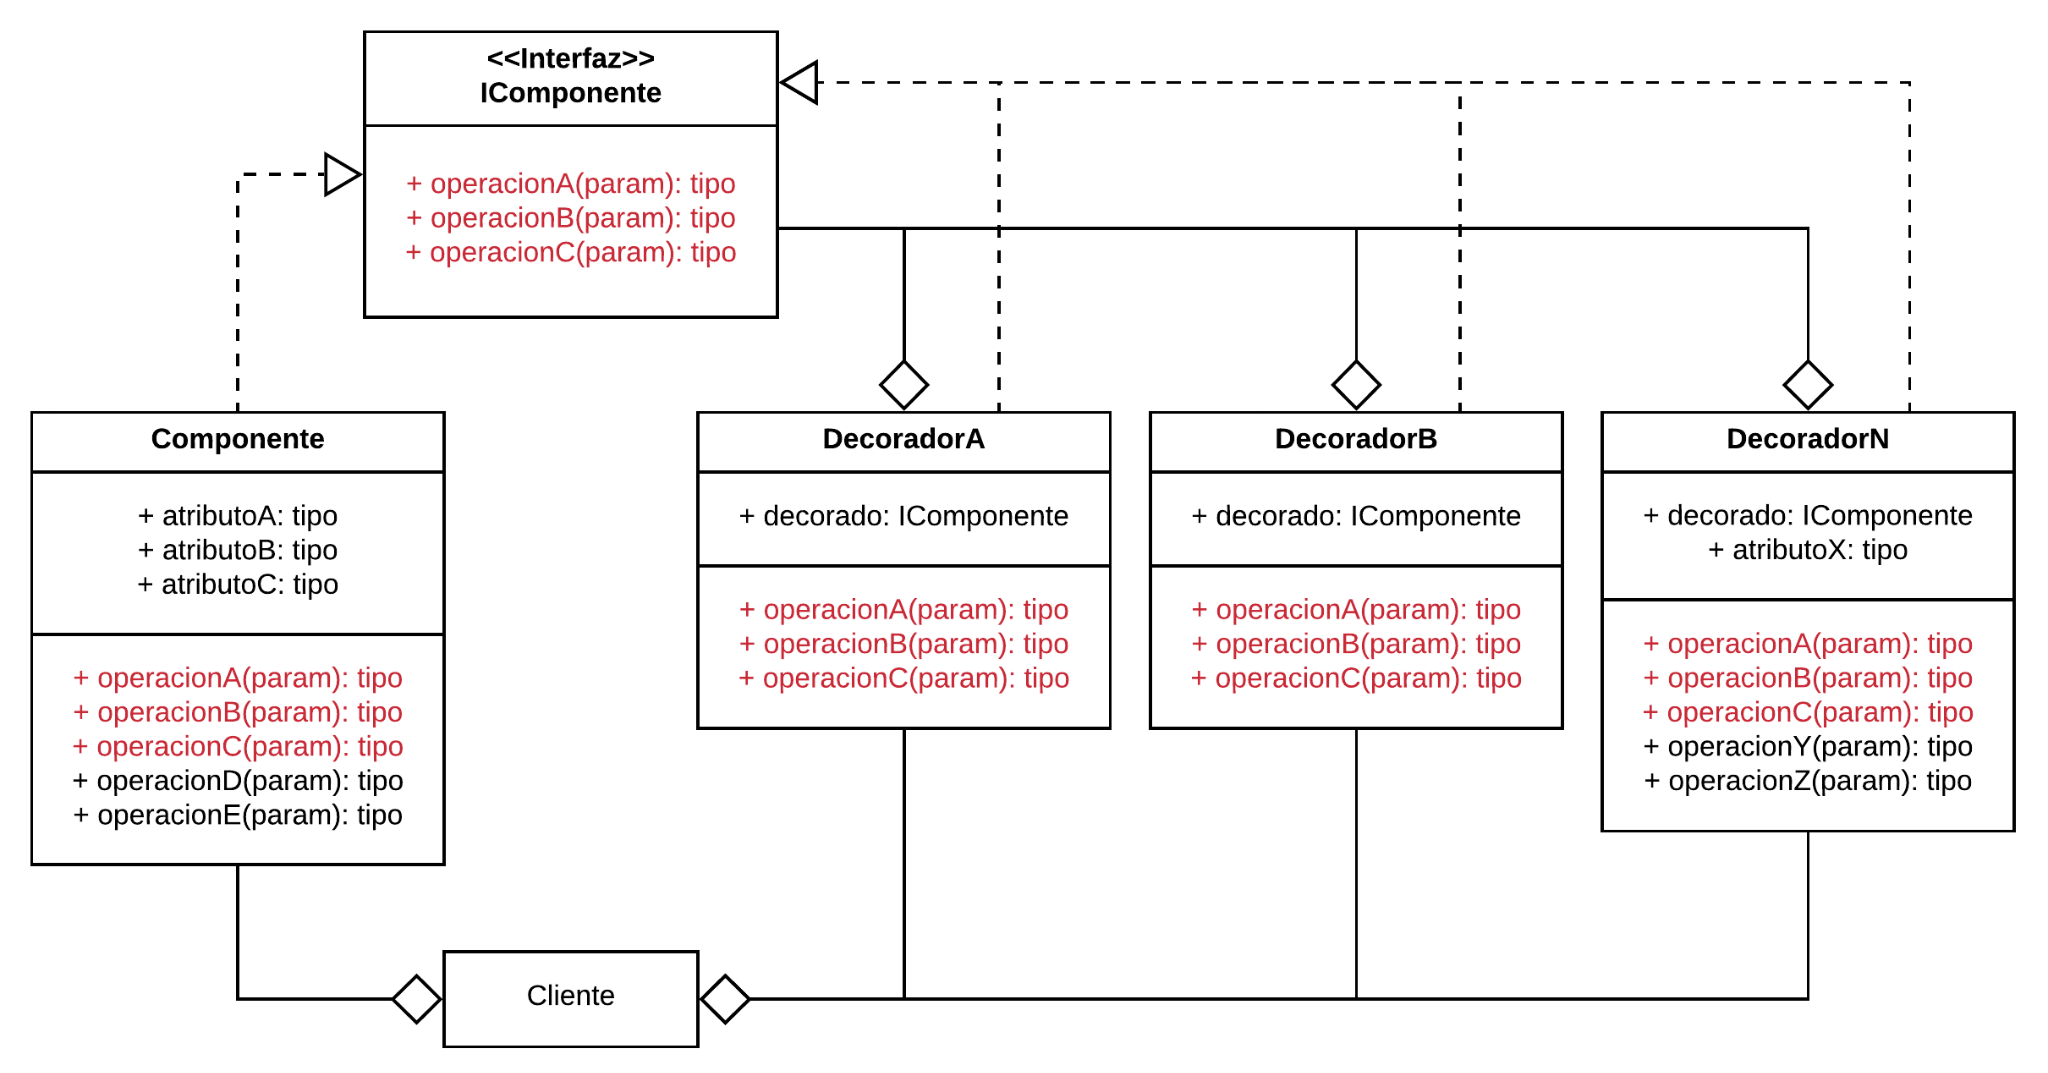 <<Interfaz>>
IComponente
+ operacionA(param): tipo
+ operacionB(param): tipo
+ operacionC(param): tipo
Componente
+ atributoA: tipo
+ atributoB: tipo
+ atributoC: tipo
+ operacionA(param): tipo
+ operacionB(param): tipo
+ operacionC(param): tipo
+ operacionD(param): tipo
+ operacionE(param): tipo
DecoradorA
+ decorado: IComponente
+ operacionA(param): tipo
+ operacionB(param): tipo
+ operacionC(param): tipo
DecoradorB
+ decorado: IComponente
+ operacionA(param): tipo
+ operacionB(param): tipo
+ operacionC(param): tipo
DecoradorN
+ decorado: IComponente
+ atributoX: tipo
+ operacionA(param): tipo
+ operacionB(param): tipo
+ operacionC(param): tipo
+ operacionY(param): tipo
+ operacionZ(param): tipo
Cliente